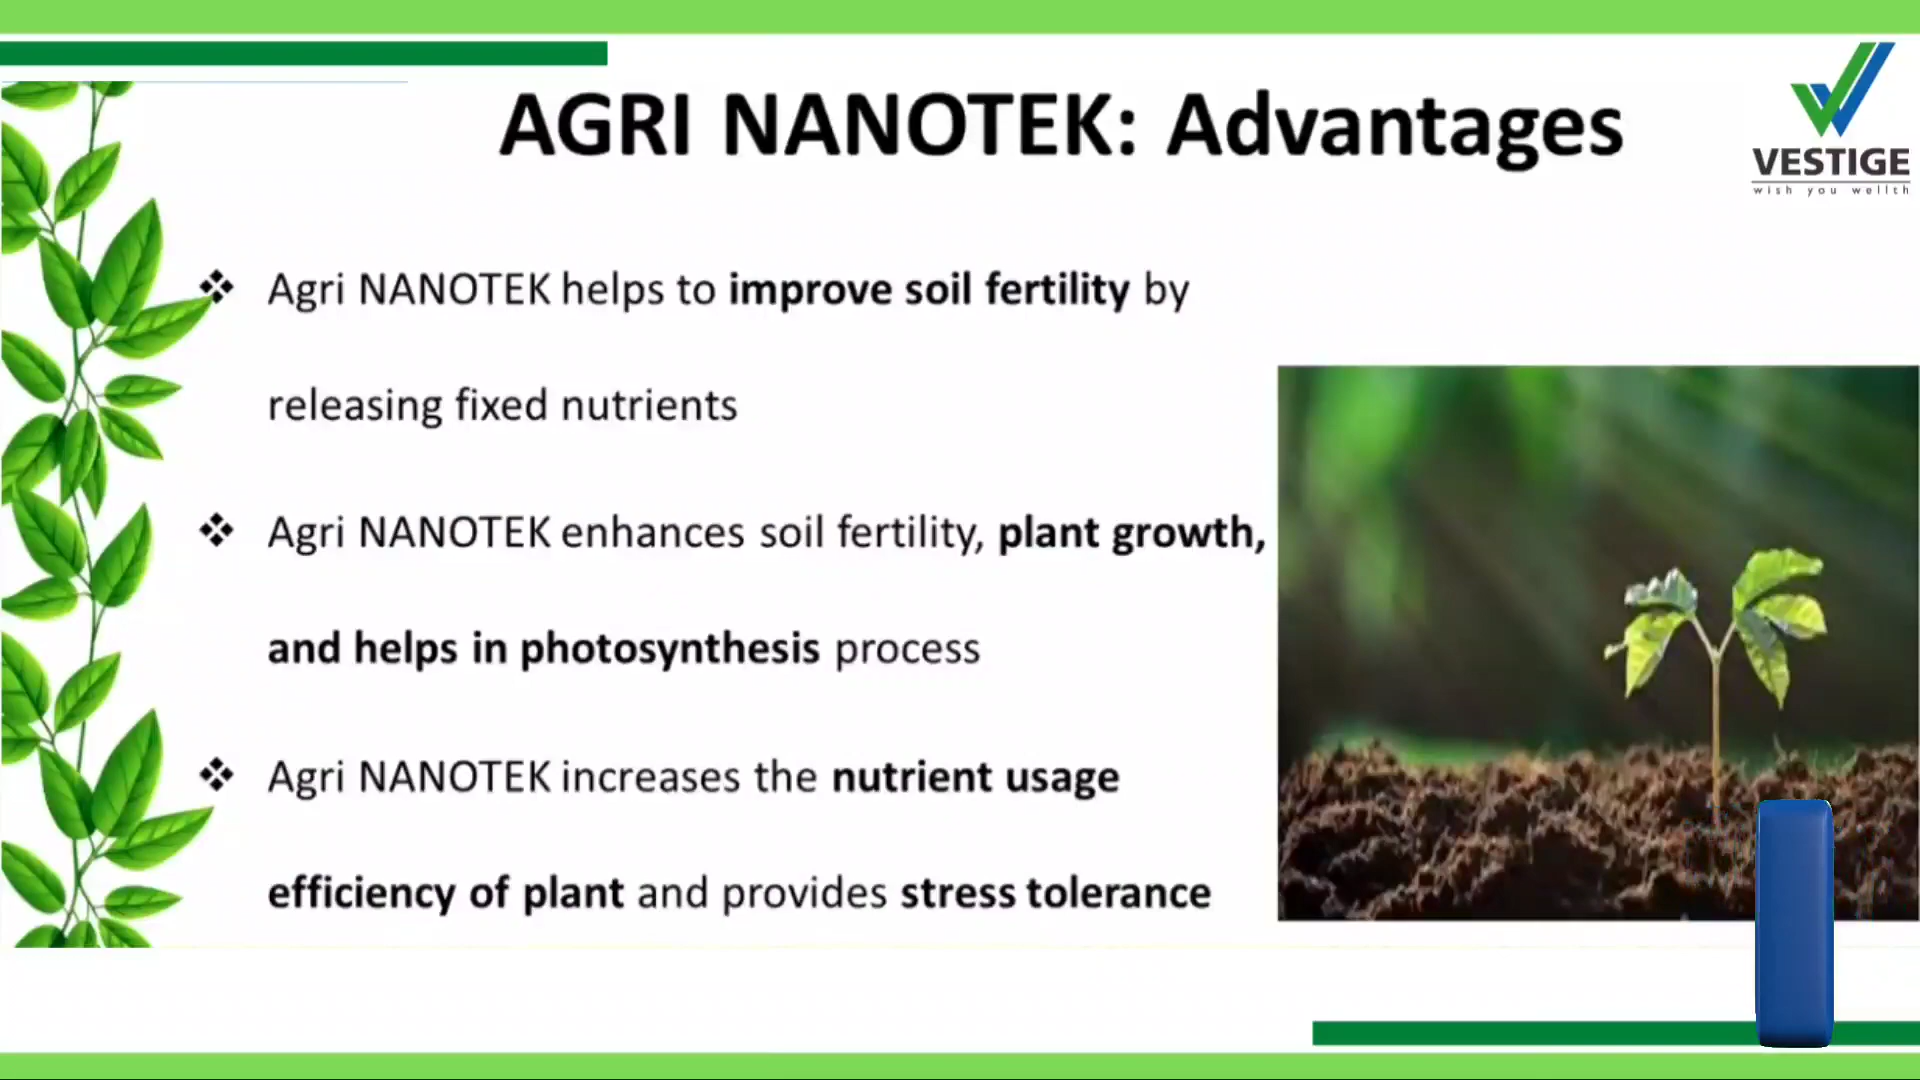 AGRI NANOTEK: Advantages
VESTIGE
wish you wellth
❖ Agri NANOTEK helps to improve soil fertility by
releasing fixed nutrients
❖ Agri NANOTEK enhances soil fertility, plant growth,
and helps in photosynthesis process
❖ Agri NANOTEK increases the nutrient usage
efficiency of plant and provides stress tolerance